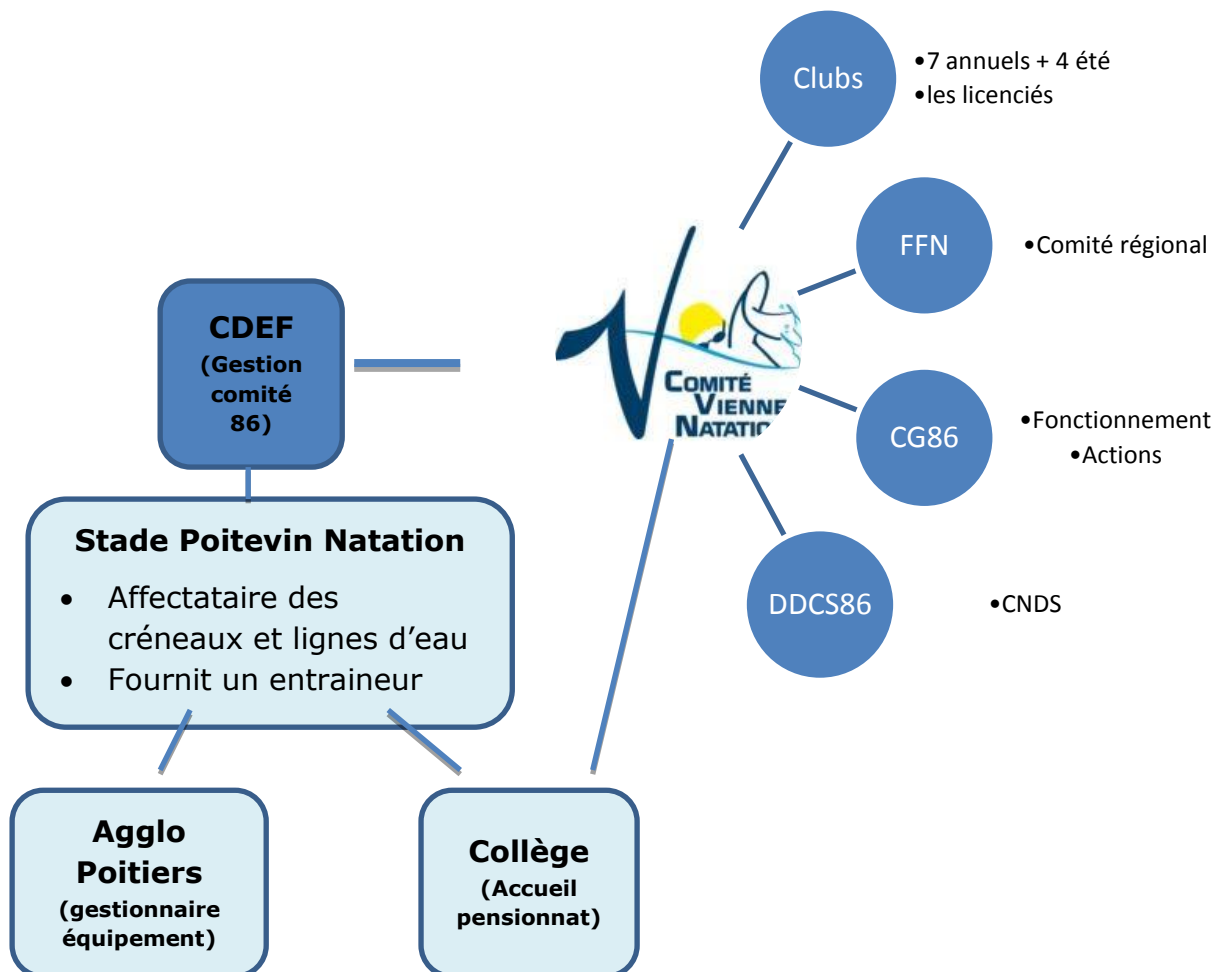 Clubs
•7 annuels + 4 été
•les licenciés
FFN
•Comité régional
CDEF
(Gestion
comité
86)
COMITÉ
VIENNE
NATATIO
CG86
•Fonctionnement
•Actions
Stade Poitevin Natation
• Affectataire des
créneaux et lignes d’eau
• Fournit un entraineur
DDCS86
•CNDS
Agglo
Poitiers
(gestionnaire
équipement)
Collège
(Accueil
pensionnat)